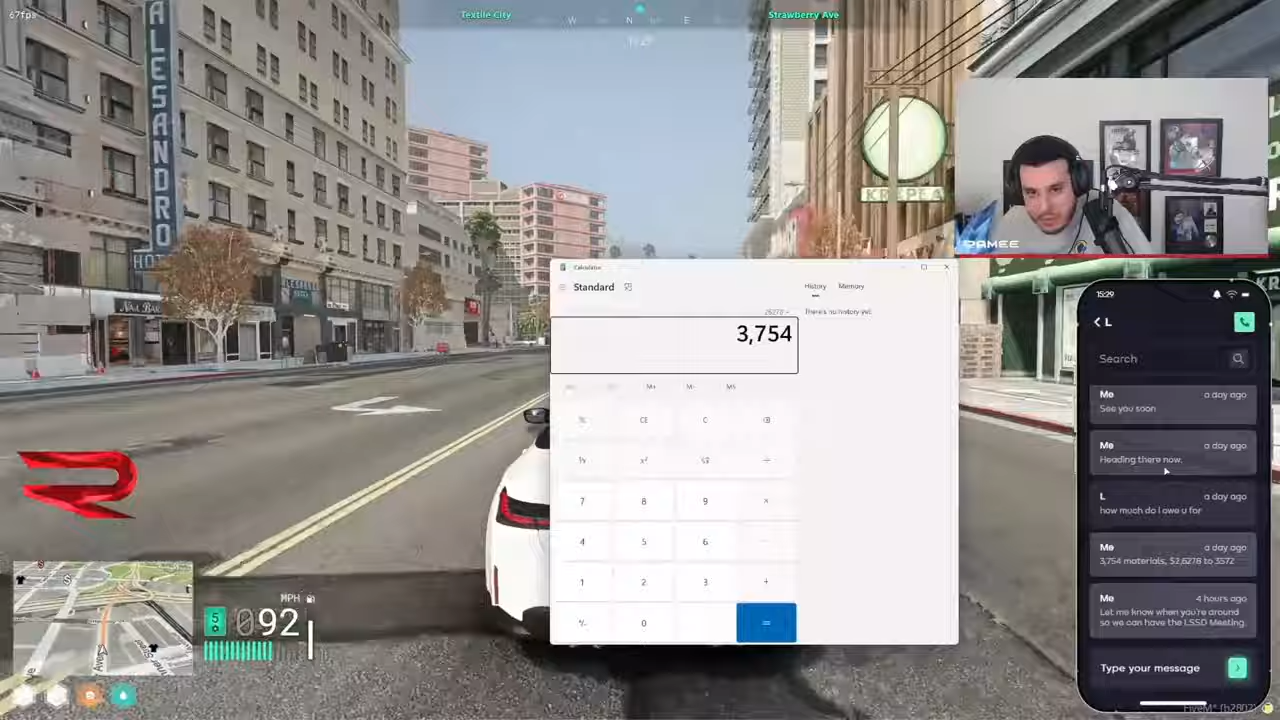 67fps
Textile City
W
N
E
Strawberry Ave
ALESANDRO
HOTEL
KRSPEA
DAMEE
Calculator
Standard
History
Memory
There's no history yet.
3,754
M+
M-
MS
%
CE
C
x²
7
8
9
×
4
5
6
1
2
3
+
+/-
0
=
15:29
L
Search
Me
a day ago
See you soon
Me
a day ago
Heading there now.
L
a day ago
how much do I owe u for
Me
a day ago
3,754 materials, $2,6278 to 3572
Me
4 hours ago
Let me know when you're around
so we can have the LSSD Meeting.
Type your message
MPH
5
092